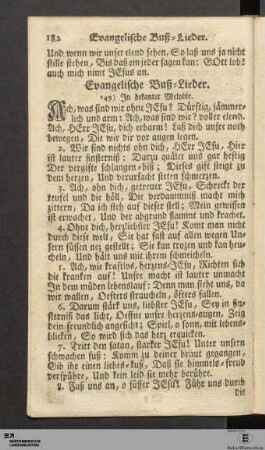 182 Evangelische Buß-Lieder.
Und wenn wir unser elend sehen, So laß uns ja nicht
stille stehen, Bis daß ein jeder sagen kan: GOtt lob!
auch mich nimt JEsus an.
Evangelische Buß-Lieder.
149) In bekanter Melodie.
Ach, was sind wir ohne JEsu? Dürftig, jämmer-
lich und arm: Ach, was sind wir? voller elend.
Ach, HErr JEsu, dich erbarm! Laß dich unsre noth
bewegen, Die wir dir vor augen legen.
2. Wir sind nichts ohn dich, HErr JEsu, Hier
ist lauter finsterniß: Darzu quälet uns gar heftig
Der vergifte schlangen-biß; Dieses gift steiget zu
dem herzen, Und verursacht steten schmerzen.
3. Ach, ohn dich, getreuer JEsu, Schreckt der
teufel und die höll; Die verdammniß macht mich
zittern, Da ich steh auf dieser stell; Mein gewissen
ist erwachet, Und der abgrund flammt und krachet.
4. Ohne dich, herzliebster JEsu! Komt man nicht
durch diese welt, Sie hat fast auf allen wegen Un-
sern füssen nez gestellt; Sie kan trozen und kan heu-
cheln, Und hält uns mit ihrem schmeicheln.
5. Ach, wie kraftlos, herzens-JEsu, Richten sich
die kranken auf! Unsre macht ist lauter unmacht
In dem müden lebenslauf: Denn man sieht uns, da
wir wallen, Oefters straucheln, öfters fallen.
6. Darum stärk uns, liebster JEsu, Sey in fin-
sterniß das licht, Oeffne unsre herzens-augen, Zeig
dein freundlich angesicht; Spiel, o sonn, mit lebens-
blicken, So wird sich das herz erquicken.
7. Tritt den satan, starker JEsu! Unter unsern
schwachen fuß: Komm zu deiner braut gegangen,
Gib ihr einen liebes-kuß, Daß sie himmels, freud
verspühre, Und kein leid sie mehr berühre.
8. Faß uns an, o süsser JEsu! Führ uns durch
die